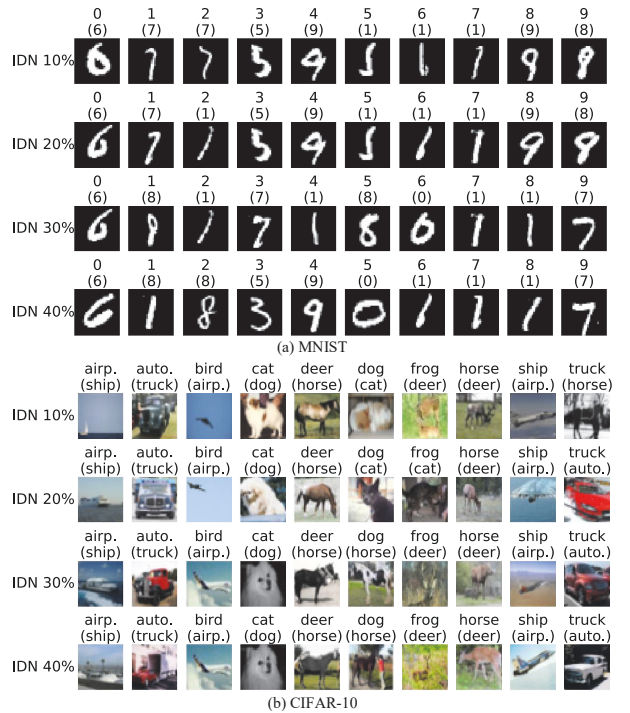 0 1 2 3 4 5 6 7 8 9
(6) (7) (7) (5) (9) (1) (1) (1) (9) (8)
IDN 10%
0 1 2 3 4 5 6 7 8 9
(6) (7) (1) (5) (9) (1) (1) (1) (9) (8)
IDN 20%
0 1 2 3 4 5 6 7 8 9
(6) (8) (1) (7) (1) (8) (0) (1) (1) (7)
IDN 30%
0 1 2 3 4 5 6 7 8 9
(6) (8) (8) (5) (9) (0) (1) (1) (1) (7)
IDN 40%
(a) MNIST
airp. auto. bird cat deer dog frog horse ship truck
(ship) (truck) (airp.) (dog) (horse) (cat) (deer) (deer) (airp.) (horse)
IDN 10%
airp. auto. bird cat deer dog frog horse ship truck
(ship) (truck) (airp.) (dog) (horse) (cat) (cat) (deer) (airp.) (auto.)
IDN 20%
airp. auto. bird cat deer dog frog horse ship truck
(ship) (truck) (airp.) (dog) (horse) (horse) (deer) (deer) (airp.) (auto.)
IDN 30%
airp. auto. bird cat deer dog frog horse ship truck
(ship) (truck) (airp.) (dog) (horse) (horse) (deer) (deer) (airp.) (auto.)
IDN 40%
(b) CIFAR-10